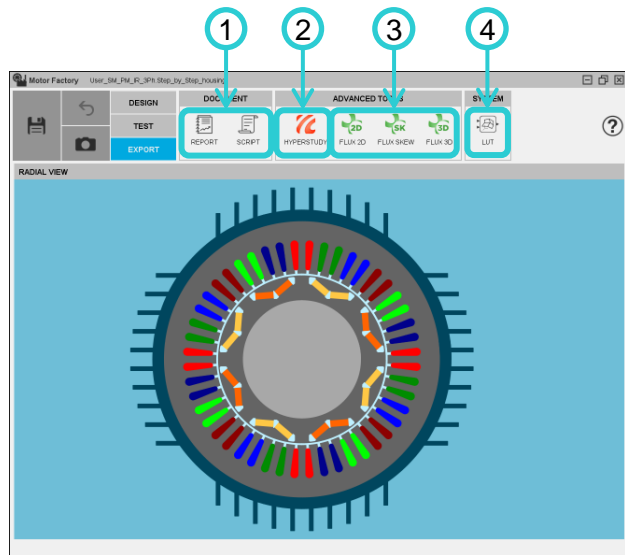 1 2 3 4
Motor Factory User_SM_PM_IR_3Ph Step_by_Step_housing
DESIGN DOCUMENT ADVANCED TOOLS SYSTEM
TEST
EXPORT REPORT SCRIPT HYPERSTUDY 2D FLUX 2D SK FLUX SKEW 3D FLUX 3D LUT ?
RADIAL VIEW